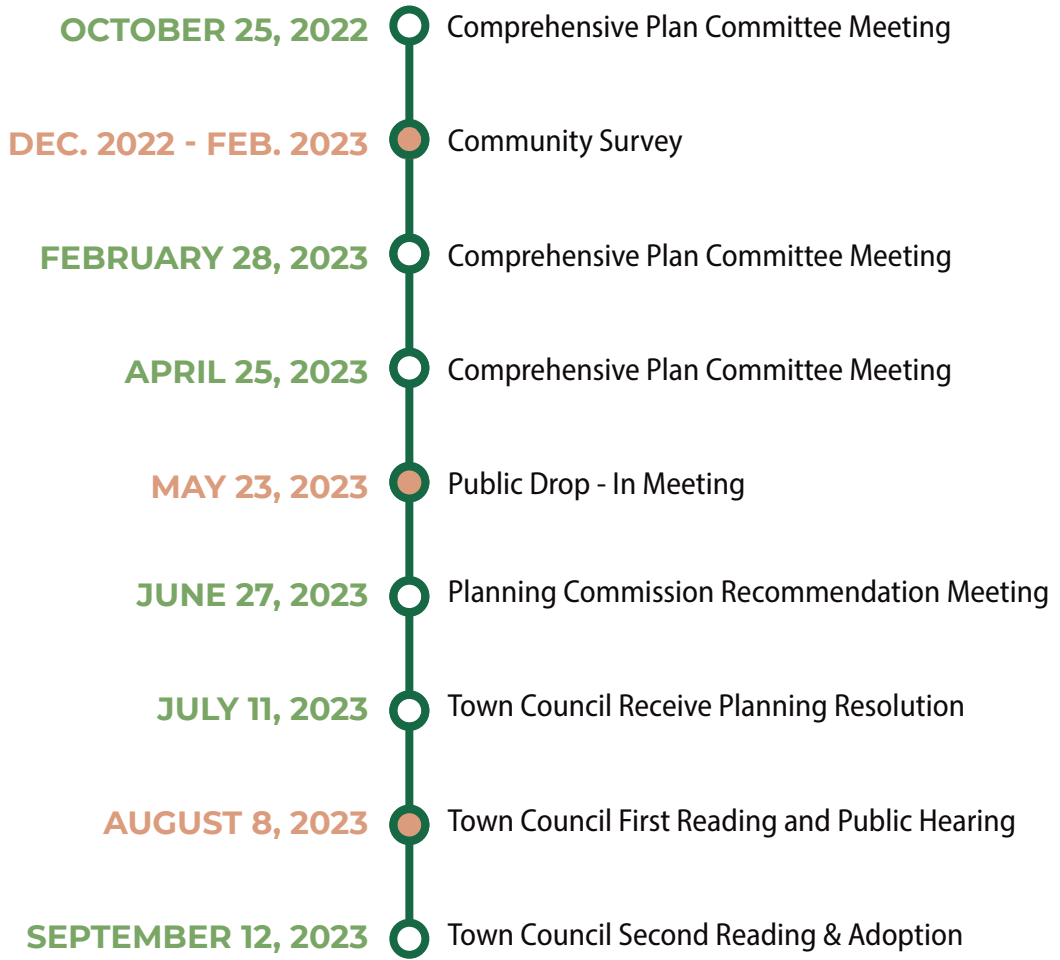 OCTOBER 25, 2022 Comprehensive Plan Committee Meeting
DEC. 2022 - FEB. 2023 Community Survey
FEBRUARY 28, 2023 Comprehensive Plan Committee Meeting
APRIL 25, 2023 Comprehensive Plan Committee Meeting
MAY 23, 2023 Public Drop - In Meeting
JUNE 27, 2023 Planning Commission Recommendation Meeting
JULY 11, 2023 Town Council Receive Planning Resolution
AUGUST 8, 2023 Town Council First Reading and Public Hearing
SEPTEMBER 12, 2023 Town Council Second Reading & Adoption